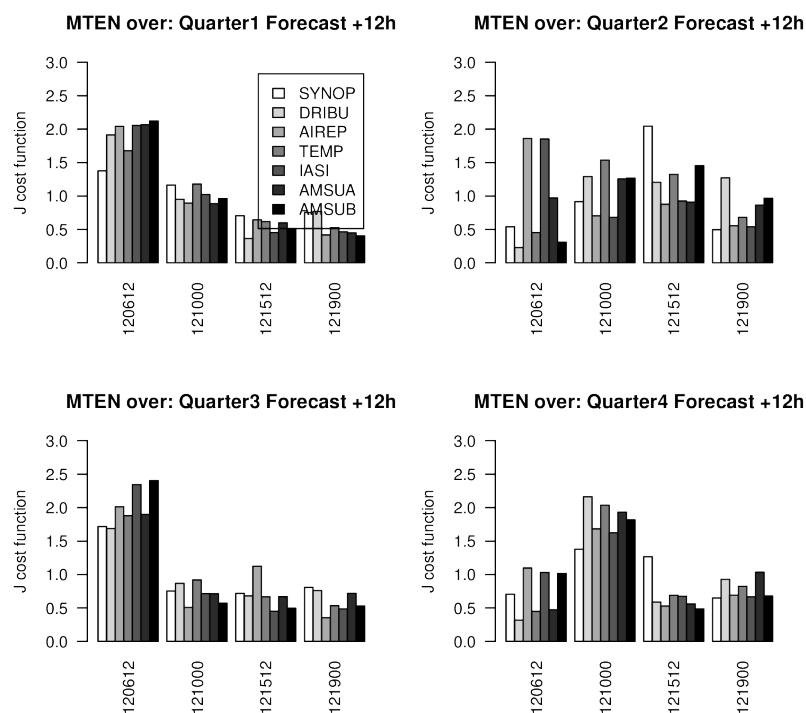 MTEN over: Quarter1 Forecast +12h
J cost function
3.0
2.5
2.0
1.5
1.0
0.5
0.0
SYNOP
DRIBU
AIREP
TEMP
IASI
AMSUA
AMSUB
120612
121000
121512
121900
MTEN over: Quarter2 Forecast +12h
J cost function
3.0
2.5
2.0
1.5
1.0
0.5
0.0
120612
121000
121512
121900
MTEN over: Quarter3 Forecast +12h
J cost function
3.0
2.5
2.0
1.5
1.0
0.5
0.0
120612
121000
121512
121900
MTEN over: Quarter4 Forecast +12h
J cost function
3.0
2.5
2.0
1.5
1.0
0.5
0.0
120612
121000
121512
121900